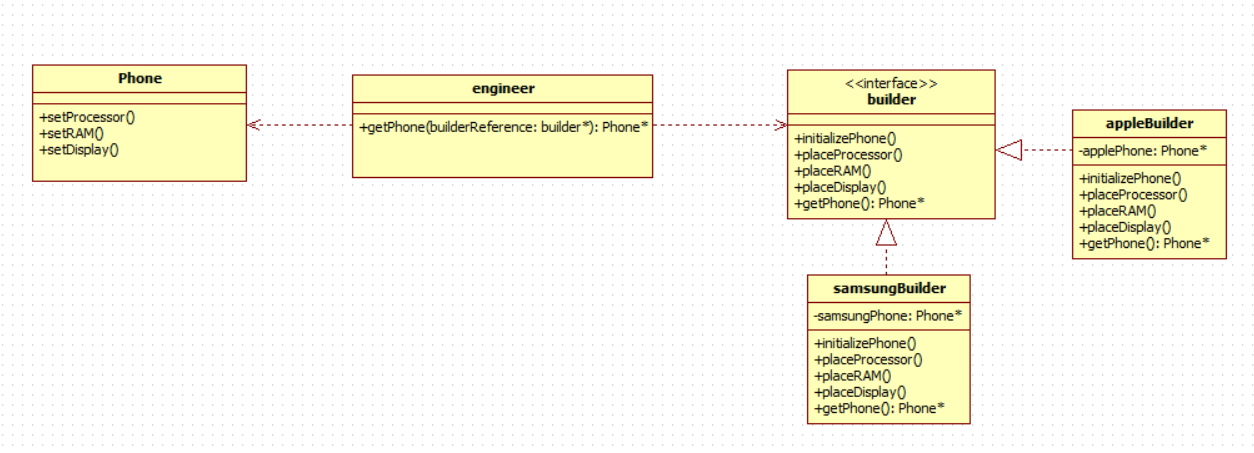 Phone
+setProcessor()
+setRAM()
+setDisplay()
engineer
+getPhone(builderReference: builder*): Phone*
<<interface>>
builder
+initializePhone()
+placeProcessor()
+placeRAM()
+placeDisplay()
+getPhone(): Phone*
appleBuilder
-applePhone: Phone*
+initializePhone()
+placeProcessor()
+placeRAM()
+placeDisplay()
+getPhone(): Phone*
samsungBuilder
-samsungPhone: Phone*
+initializePhone()
+placeProcessor()
+placeRAM()
+placeDisplay()
+getPhone(): Phone*